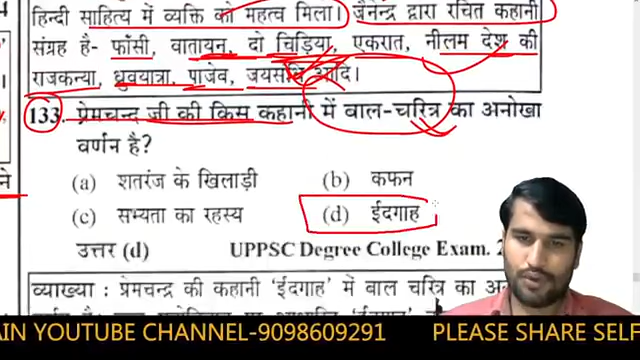 हिन्दी साहित्य में व्यक्ति को महत्व मिला। जैनेन्द्र द्वारा रचित कहानी
संग्रह है- फाँसी, वातायन, दो चिड़िया, एकरात, नीलम देश की
राजकन्या, ध्रुवयात्रा, पाजेब, जयसंधि आदि।
133. प्रेमचन्द जी की किस कहानी में बाल-चरित्र का अनोखा
वर्णन है?
(a) शतरंज के खिलाड़ी (b) कफन
(c) सभ्यता का रहस्य (d) ईदगाह
उत्तर (d) UPPSC Degree College Exam.
व्याख्या : प्रेमचन्द्र की कहानी 'ईदगाह' में बाल चरित्र का
AIN YOUTUBE CHANNEL-9098609291 PLEASE SHARE SELF